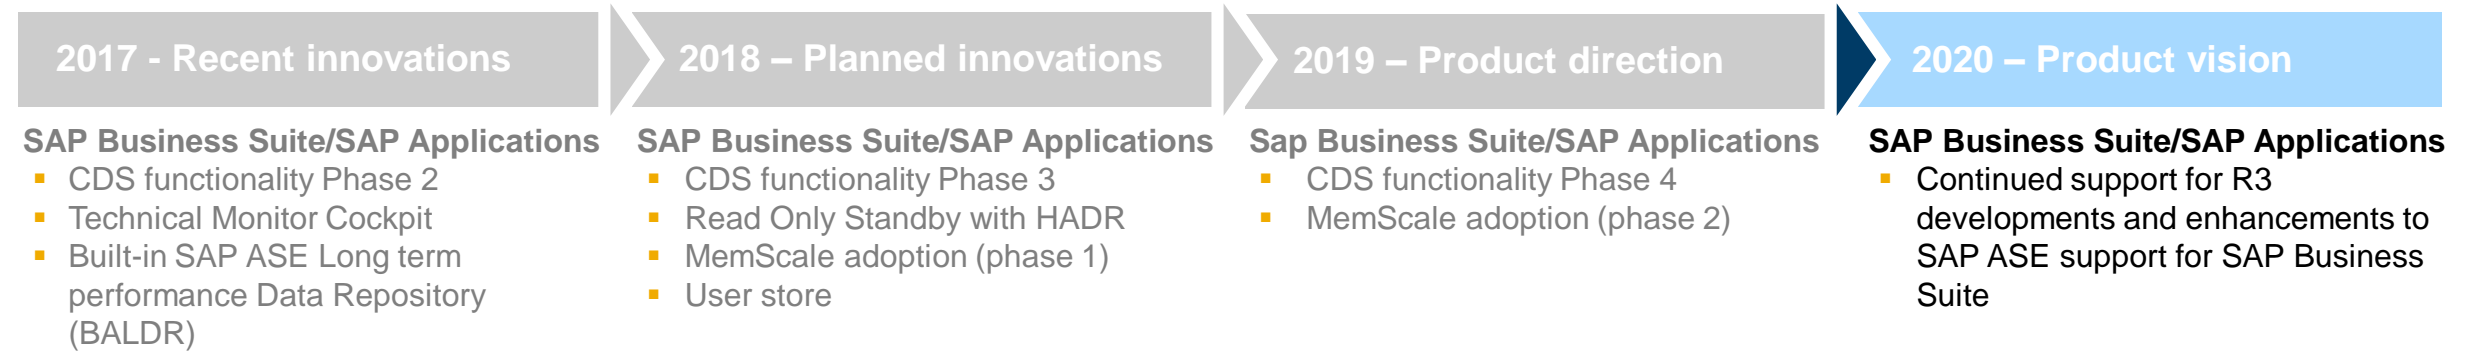 2017 - Recent innovations
SAP Business Suite/SAP Applications
CDS functionality Phase 2
Technical Monitor Cockpit
Built-in SAP ASE Long term
performance Data Repository
(BALDR)
2018 – Planned innovations
SAP Business Suite/SAP Applications
CDS functionality Phase 3
Read Only Standby with HADR
MemScale adoption (phase 1)
User store
2019 – Product direction
Sap Business Suite/SAP Applications
CDS functionality Phase 4
MemScale adoption (phase 2)
2020 – Product vision
SAP Business Suite/SAP Applications
Continued support for R3
developments and enhancements to
SAP ASE support for SAP Business
Suite